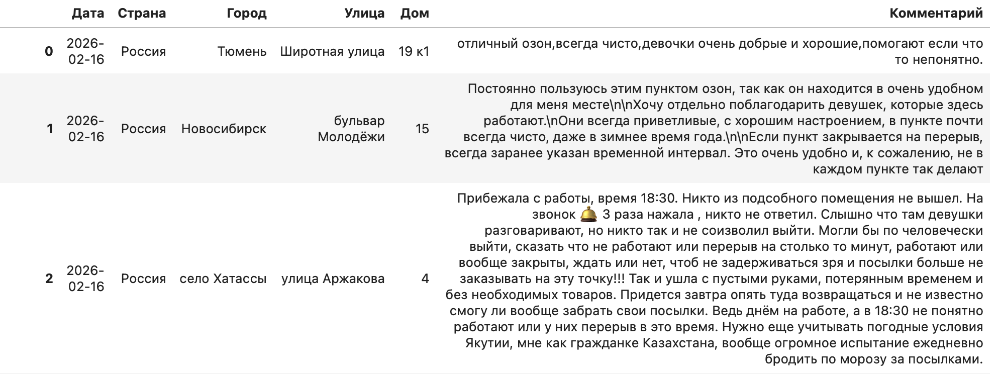 Дата Страна Город Улица Дом Комментарий
0 2026-02-16 Россия Тюмень Широтная улица 19 к1 отличный озон,всегда чисто,девочки очень добрые и хорошие,помогают если что
то непонятно.
1 2026-02-16 Россия Новосибирск бульвар Молодёжи 15 Постоянно пользуюсь этим пунктом озон, так как он находится в очень удобном
для меня месте\n\nХочу отдельно поблагодарить девушек, которые здесь
работают.\nОни всегда приветливые, с хорошим настроением, в пункте почти
всегда чисто, даже в зимнее время года.\n\nЕсли пункт закрывается на перерыв,
всегда заранее указан временной интервал. Это очень удобно и, к сожалению, не в
каждом пункте так делают
2 2026-02-16 Россия село Хатассы улица Аржакова 4 Прибежала с работы, время 18:30. Никто из подсобного помещения не вышел. На
звонок 🛎️ 3 раза нажала , никто не ответил. Слышно что там девушки
разговаривают, но никто так и не соизволил выйти. Могли бы по человечески
выйти, сказать что не работают или перерыв на столько то минут, работают или
вообще закрыты, ждать или нет, чтоб не задерживаться зря и посылки больше не
заказывать на эту точку!!! Так и ушла с пустыми руками, потерянным временем и
без необходимых товаров. Придется завтра опять туда возвращаться и не известно
смогу ли вообще забрать свои посылки. Ведь днём на работе, а в 18:30 не понятно
работают или у них перерыв в это время. Нужно еще учитывать погодные условия
Якутии, мне как гражданке Казахстана, вообще огромное испытание ежедневно
бродить по морозу за посылками.